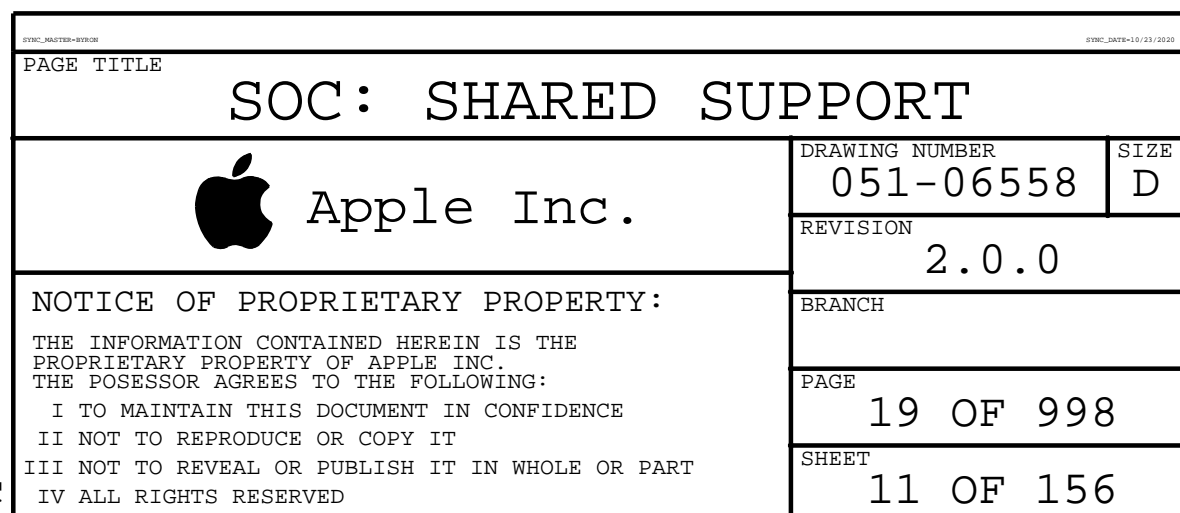 SYNC_MASTER=BYRON
SYNC_DATE=10/23/2020
PAGE TITLE
SOC: SHARED SUPPORT
Apple Inc.
DRAWING NUMBER
051-06558
SIZE
D
REVISION
2.0.0
BRANCH
NOTICE OF PROPRIETARY PROPERTY:
THE INFORMATION CONTAINED HEREIN IS THE
PROPRIETARY PROPERTY OF APPLE INC.
THE POSESSOR AGREES TO THE FOLLOWING:
I TO MAINTAIN THIS DOCUMENT IN CONFIDENCE
II NOT TO REPRODUCE OR COPY IT
III NOT TO REVEAL OR PUBLISH IT IN WHOLE OR PART
IV ALL RIGHTS RESERVED
PAGE
19 OF 998
SHEET
11 OF 156